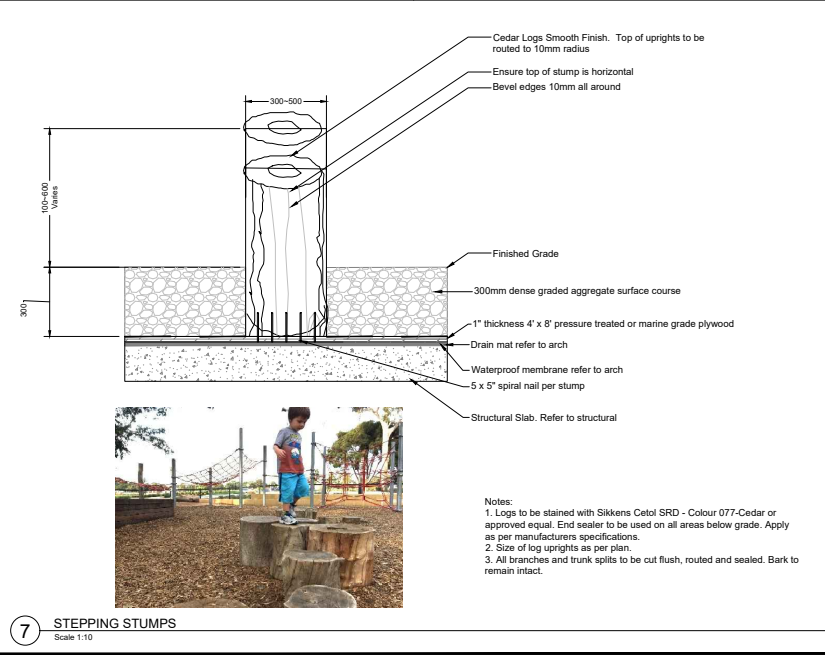 Cedar Logs Smooth Finish.  Top of uprights to be
routed to 10mm radius
Ensure top of stump is horizontal
Bevel edges 10mm all around
300~500
100~600
Varies
Finished Grade
300mm dense graded aggregate surface course
300
1" thickness 4' x 8' pressure treated or marine grade plywood
Drain mat refer to arch
Waterproof membrane refer to arch
5 x 5" spiral nail per stump
Structural Slab. Refer to structural
Notes:
1. Logs to be stained with Sikkens Cetol SRD - Colour 077-Cedar or
approved equal. End sealer to be used on all areas below grade. Apply
as per manufacturers specifications.
2. Size of log uprights as per plan.
3. All branches and trunk splits to be cut flush, routed and sealed. Bark to
remain intact.
7
STEPPING STUMPS
Scale 1:10